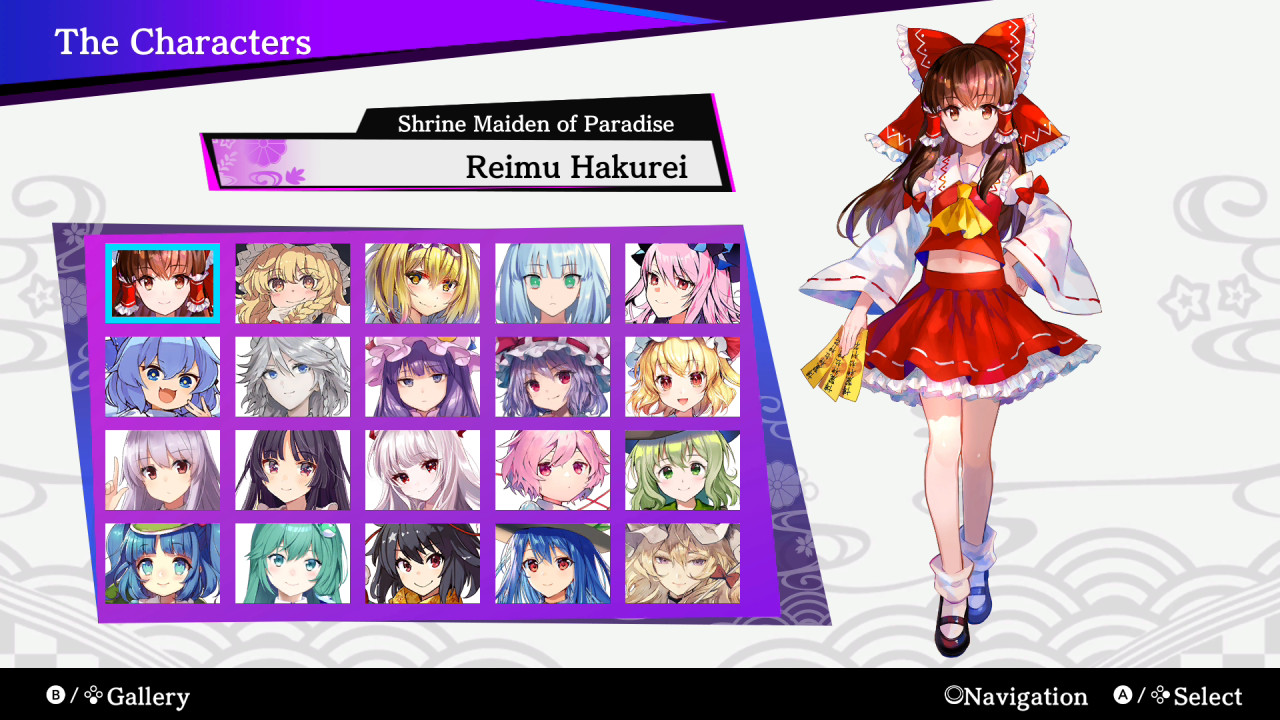 The Characters
Shrine Maiden of Paradise
Reimu Hakurei
B / Gallery
Navigation A / Select